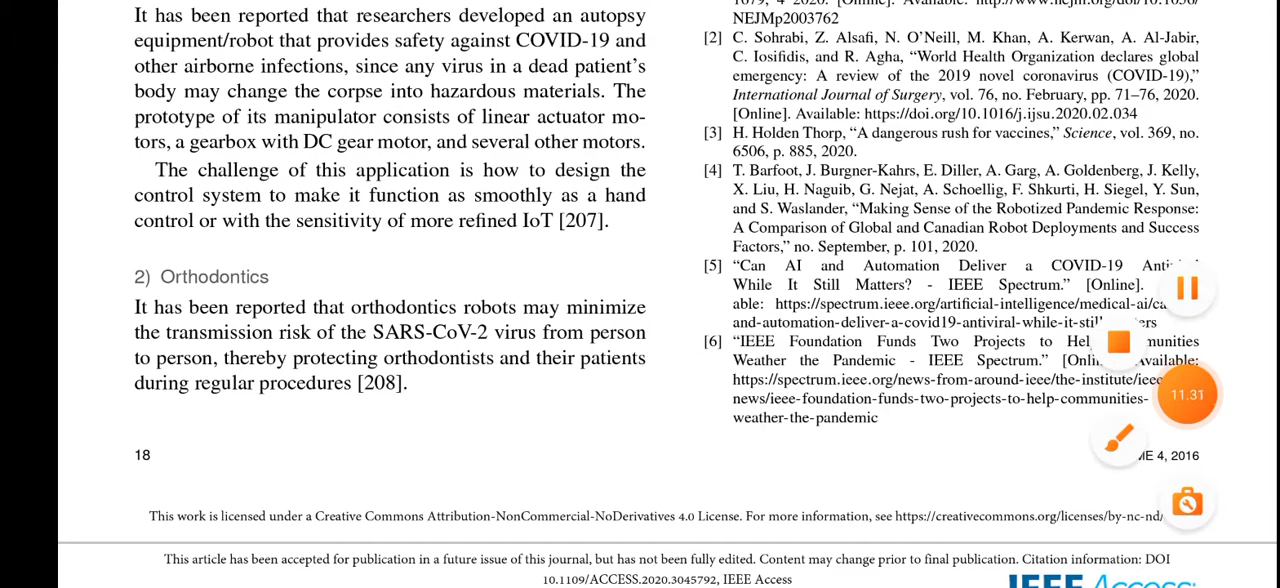 It has been reported that researchers developed an autopsy
equipment/robot that provides safety against COVID-19 and
other airborne infections, since any virus in a dead patient’s
body may change the corpse into hazardous materials. The
prototype of its manipulator consists of linear actuator mo-
tors, a gearbox with DC gear motor, and several other motors.
The challenge of this application is how to design the
control system to make it function as smoothly as a hand
control or with the sensitivity of more refined IoT [207].
2) Orthodontics
It has been reported that orthodontics robots may minimize
the transmission risk of the SARS-CoV-2 virus from person
to person, thereby protecting orthodontists and their patients
during regular procedures [208].
18
NEJMp2003762
[2] C. Sohrabi, Z. Alsafi, N. O’Neill, M. Khan, A. Kerwan, A. Al-Jabir,
C. Iosifidis, and R. Agha, “World Health Organization declares global
emergency: A review of the 2019 novel coronavirus (COVID-19),”
International Journal of Surgery, vol. 76, no. February, pp. 71–76, 2020.
[Online]. Available: https://doi.org/10.1016/j.ijsu.2020.02.034
[3] H. Holden Thorp, “A dangerous rush for vaccines,” Science, vol. 369, no.
6506, p. 885, 2020.
[4] T. Barfoot, J. Burgner-Kahrs, E. Diller, A. Garg, A. Goldenberg, J. Kelly,
X. Liu, H. Naguib, G. Nejat, A. Schoellig, F. Shkurti, H. Siegel, Y. Sun,
and S. Waslander, “Making Sense of the Robotized Pandemic Response:
A Comparison of Global and Canadian Robot Deployments and Success
Factors,” no. September, p. 101, 2020.
[5] “Can AI and Automation Deliver a COVID-19
While It Still Matters? - IEEE Spectrum.” [Online].
able: https://spectrum.ieee.org/artificial-intelligence/medical-ai/ca
and-automation-deliver-a-covid19-antiviral-while-it-still
[6] “IEEE Foundation Funds Two Projects to
Weather the Pandemic - IEEE Spectrum.” Available:
https://spectrum.ieee.org/news-from-around-ieee/the-institute/ieee
news/ieee-foundation-funds-two-projects-to-help-communities-
weather-the-pandemic
11:31
4, 2016
This work is licensed under a Creative Commons Attribution-NonCommercial-NoDerivatives 4.0 License. For more information, see https://creativecommons.org/licenses/by-nc-nd/
This article has been accepted for publication in a future issue of this journal, but has not been fully edited. Content may change prior to final publication. Citation information: DOI
10.1109/ACCESS.2020.3045792, IEEE Access
IEEE Access